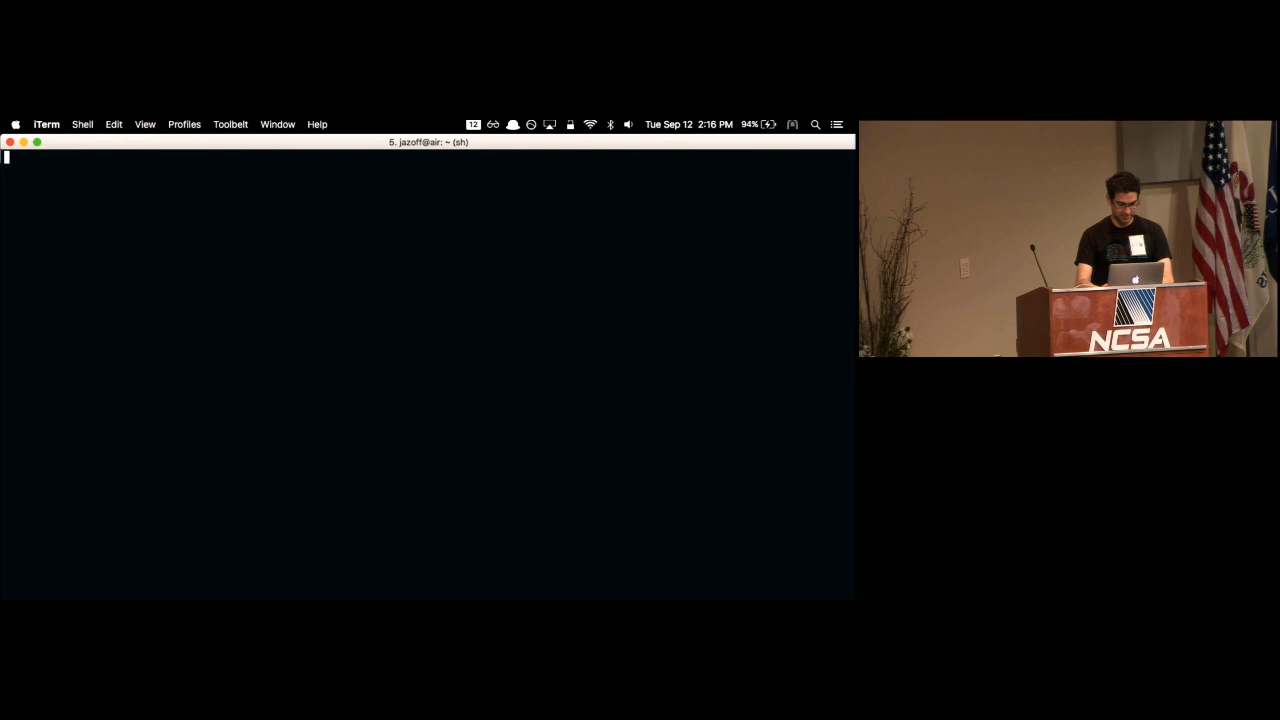 iTerm Shell Edit View Profiles Toolbelt Window Help 12 Tue Sep 12 2:16 PM 94%
5. jazoff@air: ~ (sh)
NCSA